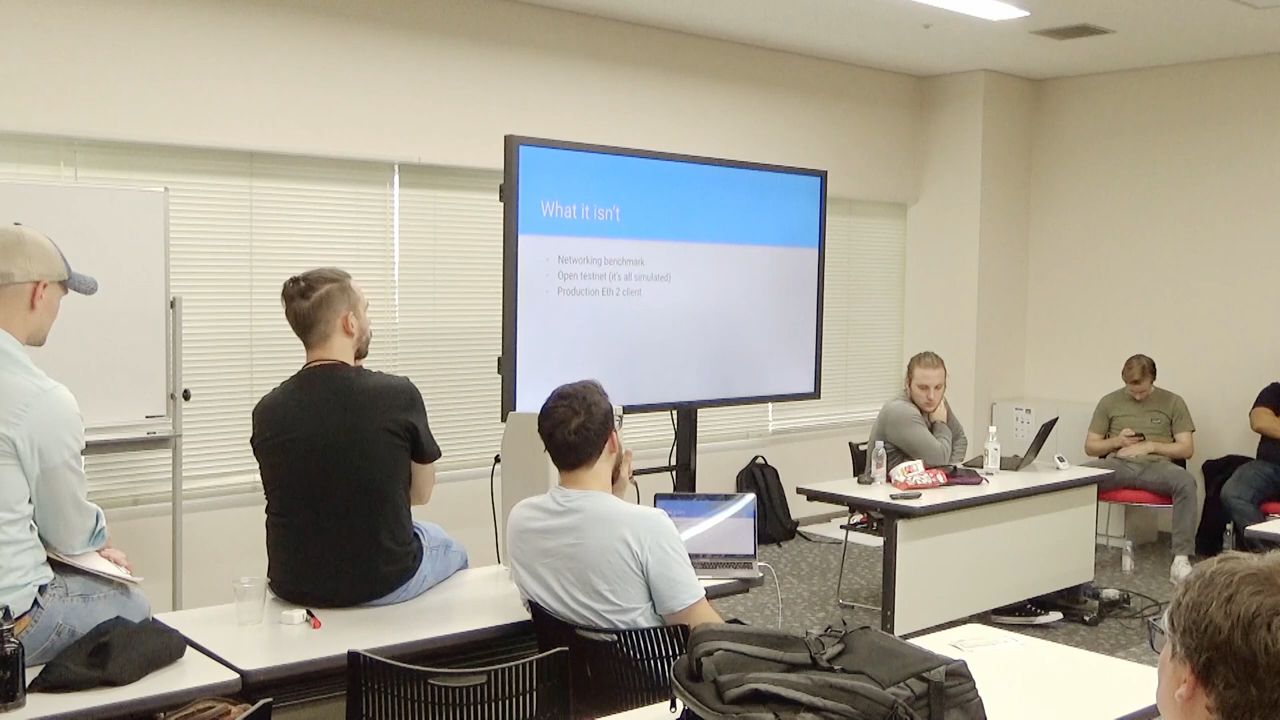 What it isn't
Networking benchmark
Open testnet (it's all simulated)
Production Eth 2 client